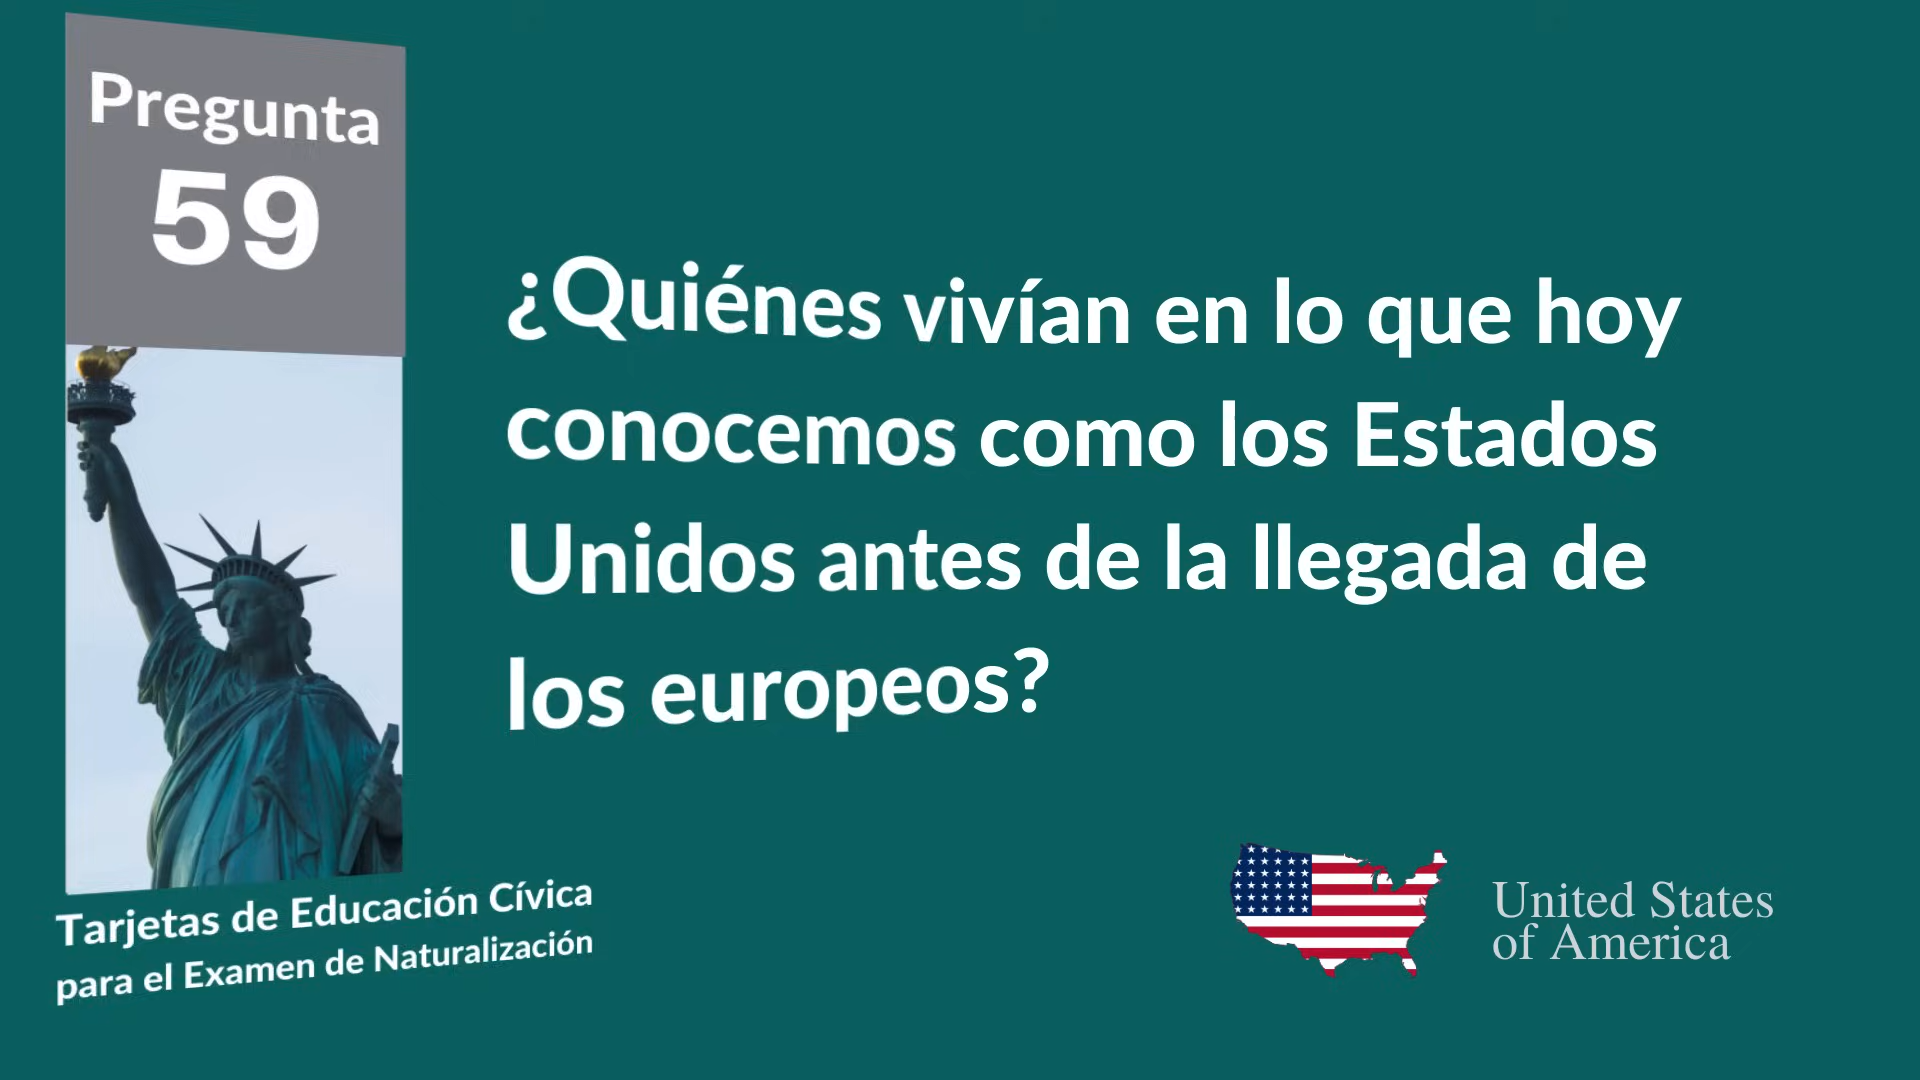 Pregunta
59
¿Quiénes vivían en lo que hoy
conocemos como los Estados
Unidos antes de la llegada de
los europeos?
Tarjetas de Educación Cívica
para el Examen de Naturalización
United States
of America